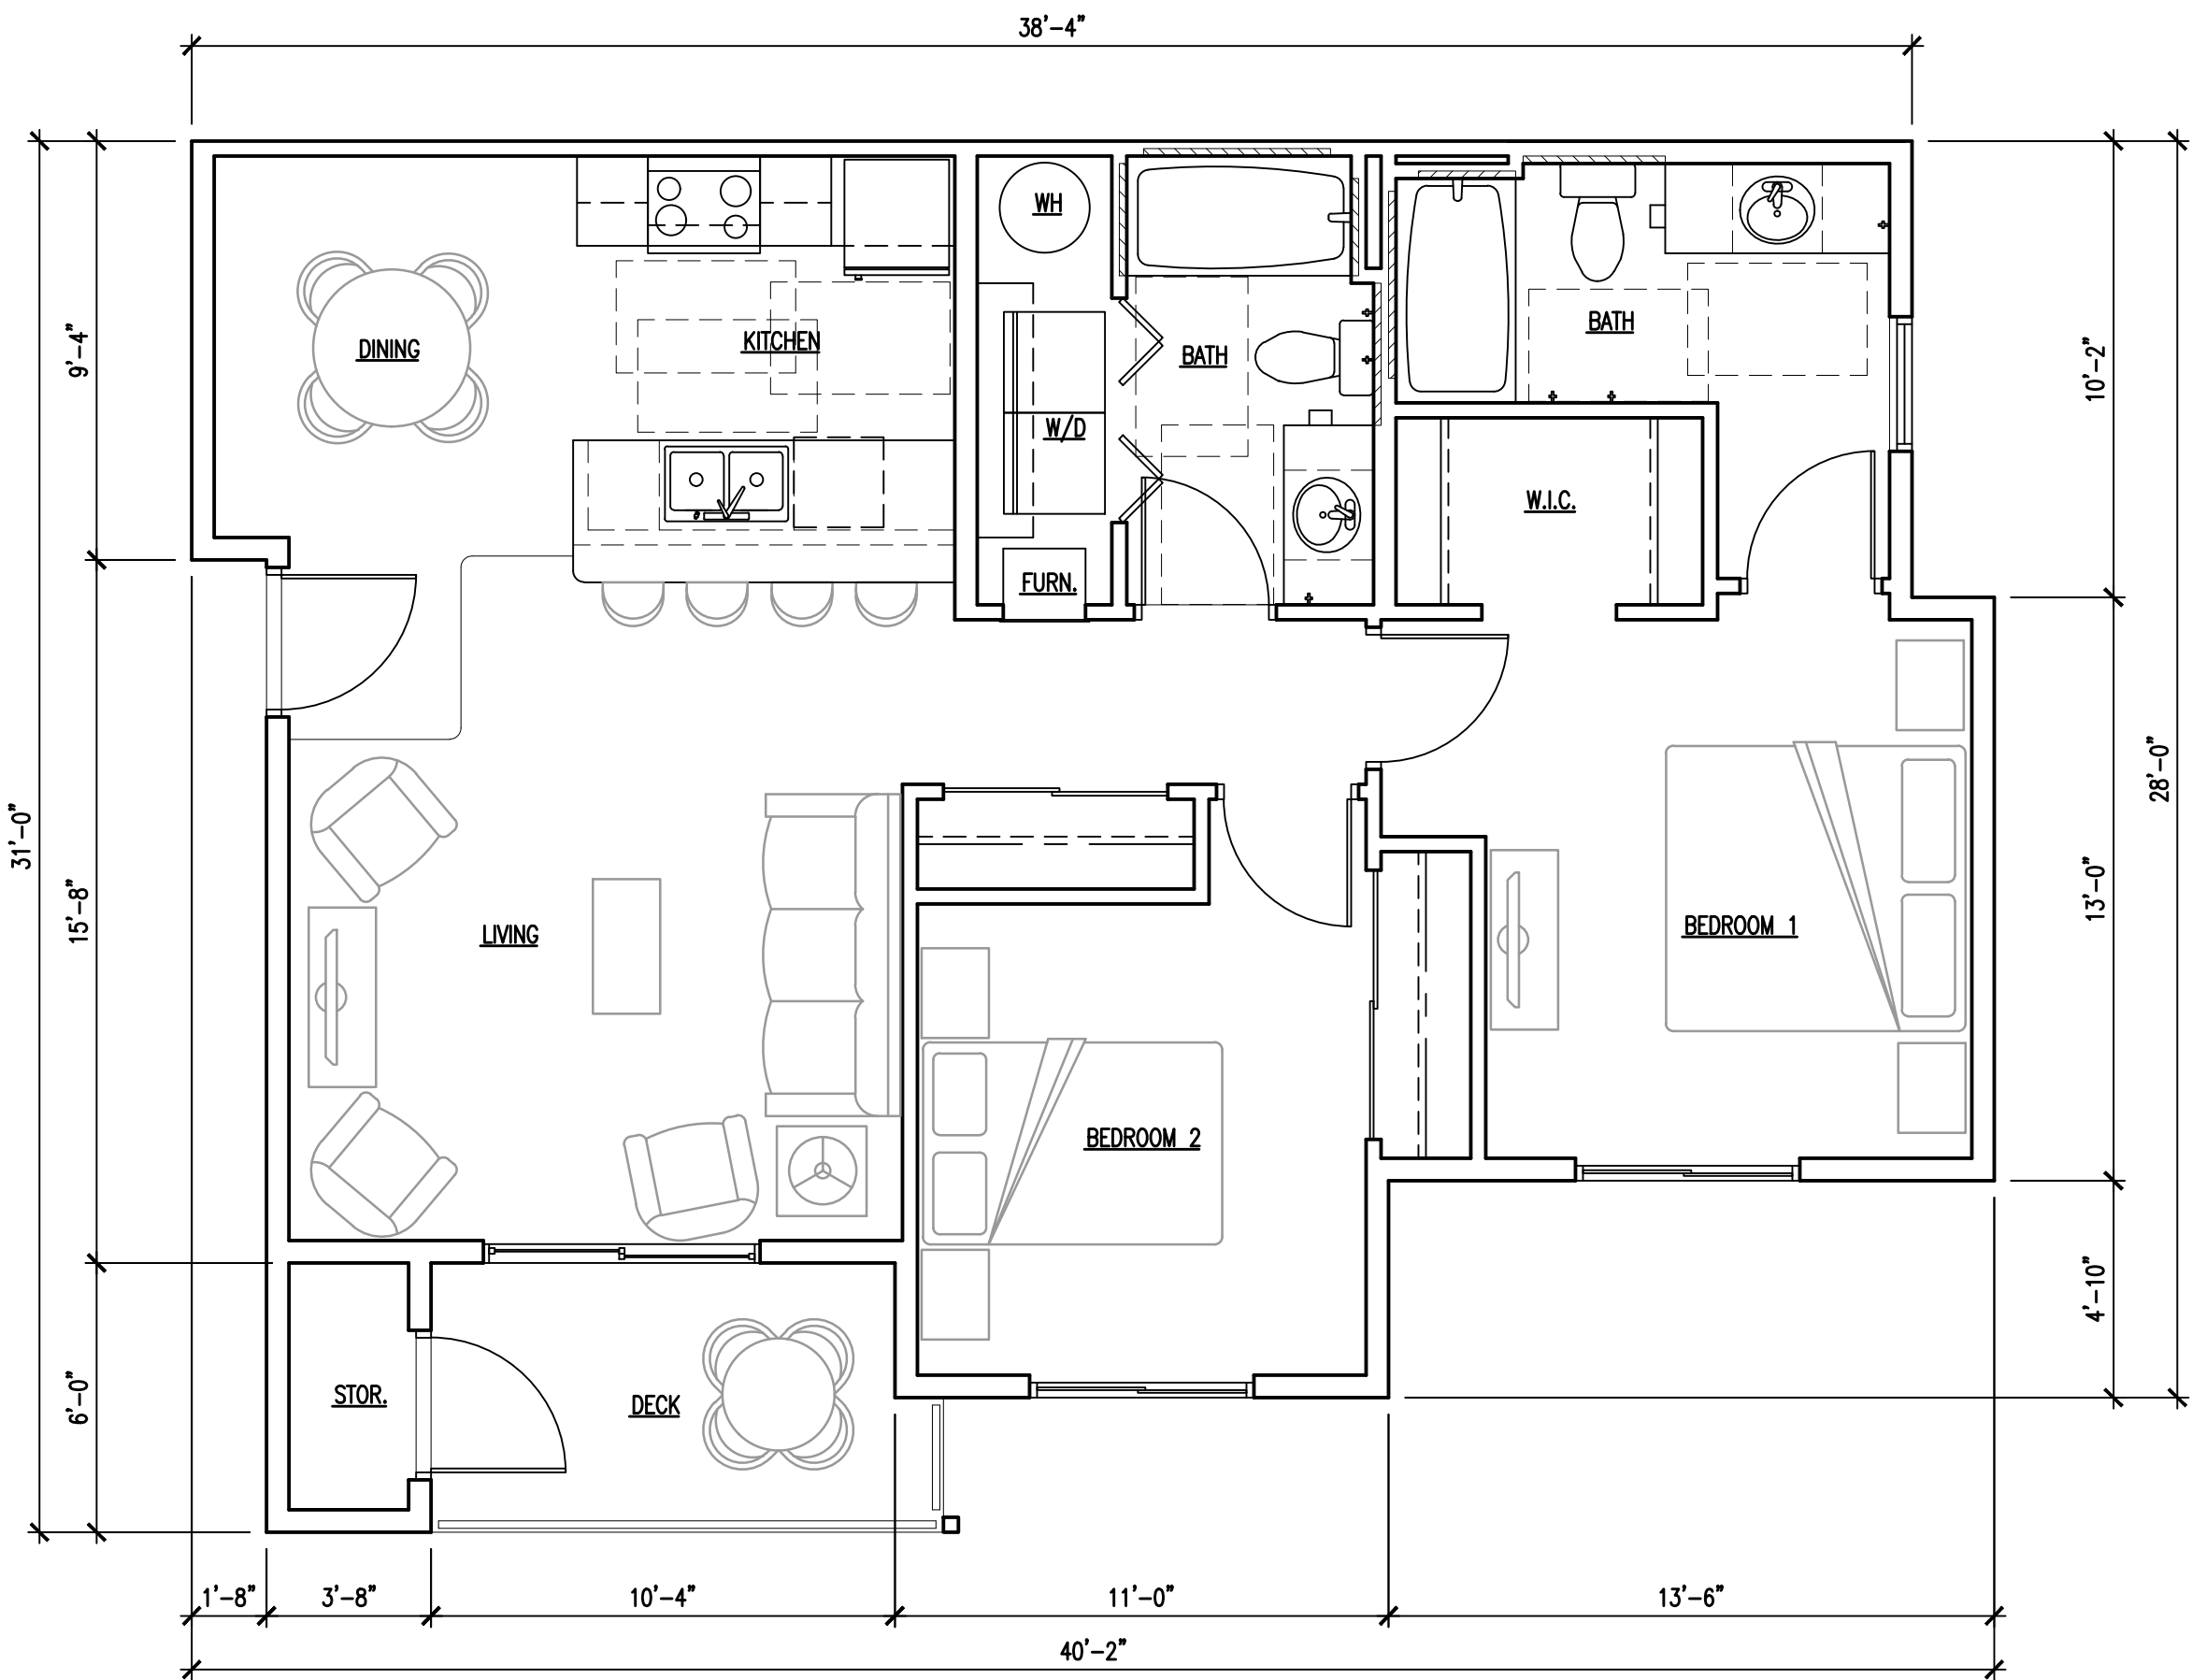 38'-4"
WH
DINING
KITCHEN
BATH
BATH
9'-4"
10'-2"
W/D
W.I.C.
FURN.
31'-0"
28'-0"
15'-8"
13'-0"
LIVING
BEDROOM 1
BEDROOM 2
4'-10"
6'-0"
STOR.
DECK
1'-8"
3'-8"
10'-4"
11'-0"
13'-6"
40'-2"